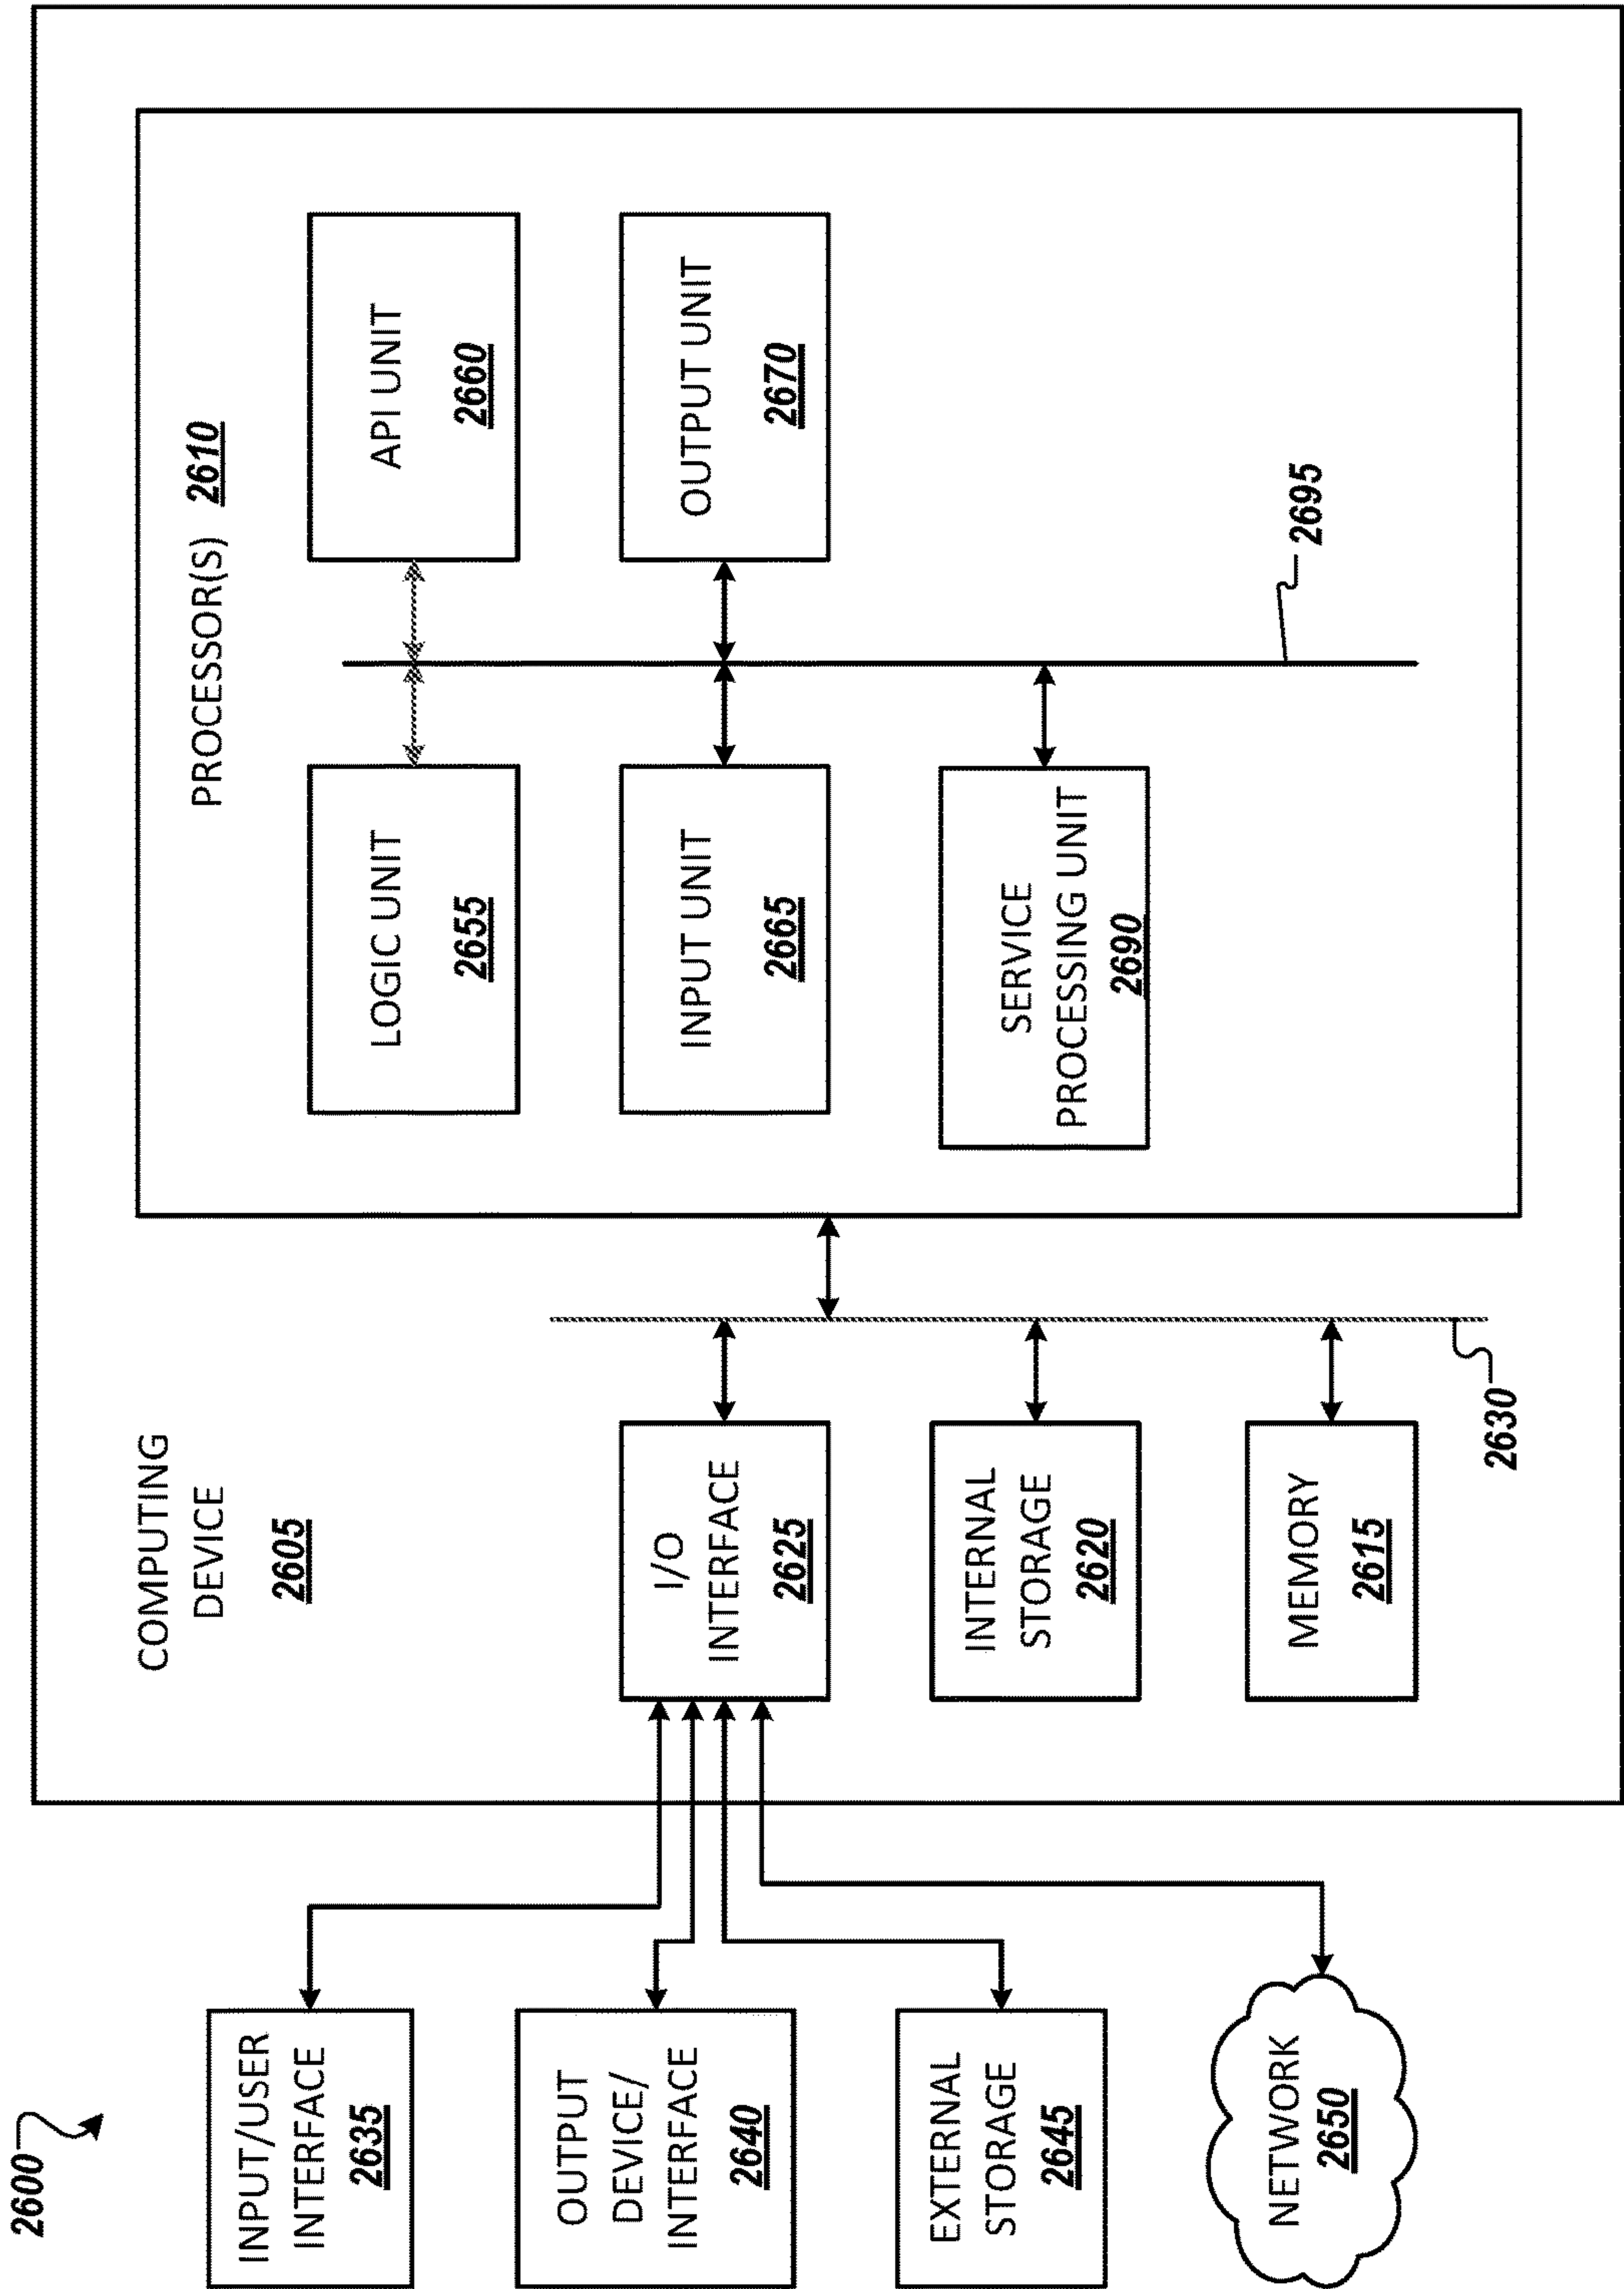 2600
INPUT/USER
INTERFACE
2635
OUTPUT
DEVICE/
INTERFACE
2640
EXTERNAL
STORAGE
2645
NETWORK
2650
COMPUTING
DEVICE
2605
I/O
INTERFACE
2625
INTERNAL
STORAGE
2620
MEMORY
2615
2630
PROCESSOR(S) 2610
LOGIC UNIT
2655
API UNIT
2660
INPUT UNIT
2665
OUTPUT UNIT
2670
SERVICE
PROCESSING UNIT
2690
2695